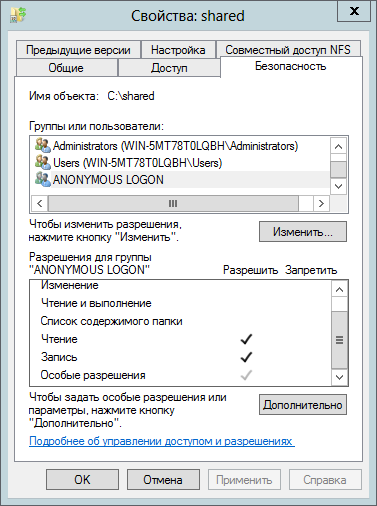 Свойства: shared
x
Предыдущие версии Настройка Совместный доступ NFS
Общие Доступ Безопасность
Имя объекта: C:\shared
Группы или пользователи:
Administrators (WIN-5MT78T0LQBH\Administrators)
Users (WIN-5MT78T0LQBH\Users)
ANONYMOUS LOGON
Чтобы изменить разрешения,
нажмите кнопку "Изменить".
Изменить...
Разрешения для группы
"ANONYMOUS LOGON" Разрешить Запретить
Изменение
Чтение и выполнение
Список содержимого папки
Чтение
Запись
Особые разрешения
Чтобы задать особые разрешения или
параметры, нажмите кнопку
"Дополнительно".
Дополнительно
Подробнее об управлении доступом и разрешениях
OK Отмена Применить Справка